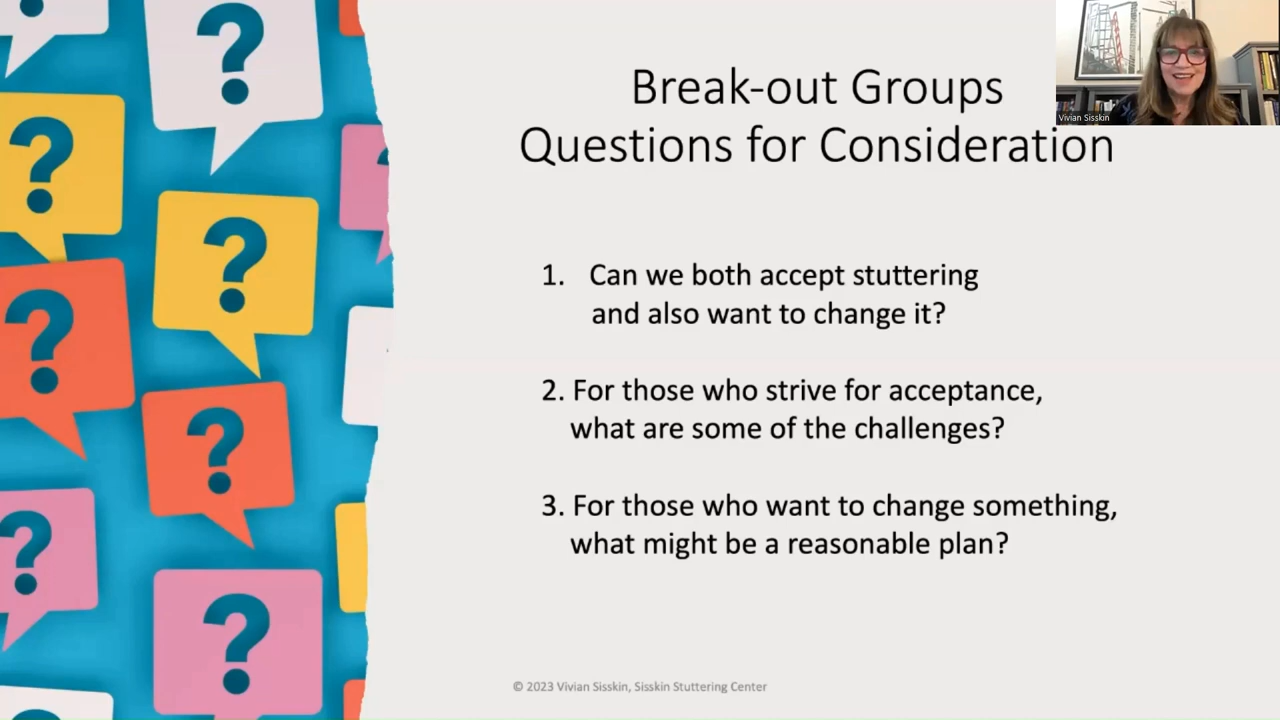 Break-out Groups
Questions for Consideration
Vivian Sisskin
1. Can we both accept stuttering
and also want to change it?
2. For those who strive for acceptance,
what are some of the challenges?
3. For those who want to change something,
what might be a reasonable plan?
© 2023 Vivian Sisskin, Sisskin Stuttering Center
? ? ? ? ? ? ? ?